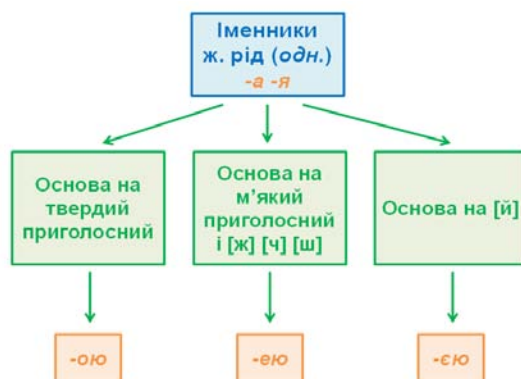 Іменники
ж. рід (одн.)
-а -я
Основа на
твердий
приголосний
Основа на
м'який
приголосний
і [ж] [ч] [ш]
Основа на [й]
-ою
-ею
-єю